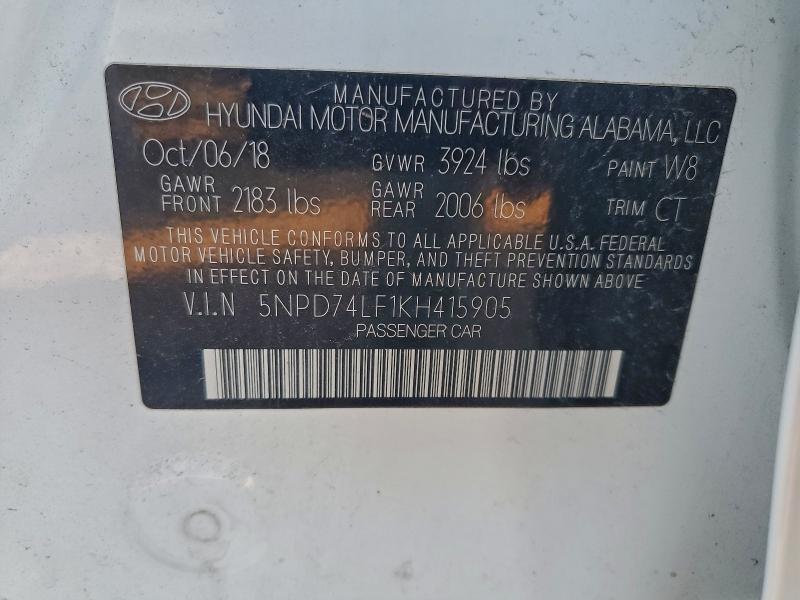 MANUFACTURED BY
HYUNDAI MOTOR MANUFACTURING ALABAMA, LLC
Oct/06/18 GVWR 3924 lbs PAINT W8
GAWR FRONT 2183 lbs GAWR REAR 2006 lbs TRIM CT
THIS VEHICLE CONFORMS TO ALL APPLICABLE U.S.A. FEDERAL
MOTOR VEHICLE SAFETY, BUMPER, AND THEFT PREVENTION STANDARDS
IN EFFECT ON THE DATE OF MANUFACTURE SHOWN ABOVE
V.I.N 5NPD74LF1KH415905
PASSENGER CAR